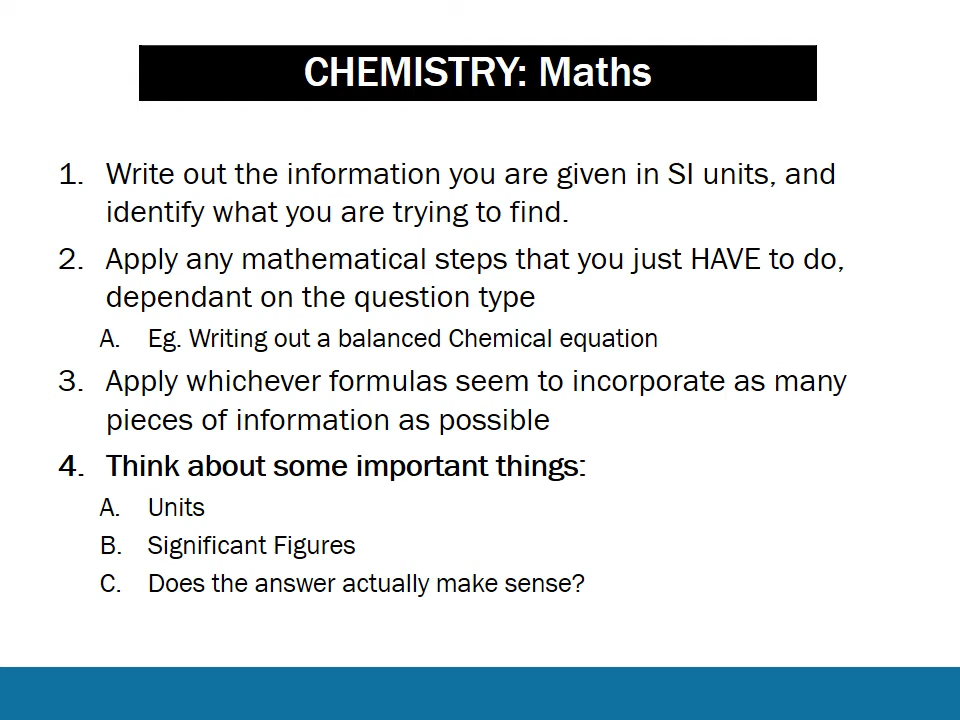 CHEMISTRY: Maths
1. Write out the information you are given in SI units, and
identify what you are trying to find.
2. Apply any mathematical steps that you just HAVE to do,
dependant on the question type
A. Eg. Writing out a balanced Chemical equation
3. Apply whichever formulas seem to incorporate as many
pieces of information as possible
4. Think about some important things:
A. Units
B. Significant Figures
C. Does the answer actually make sense?